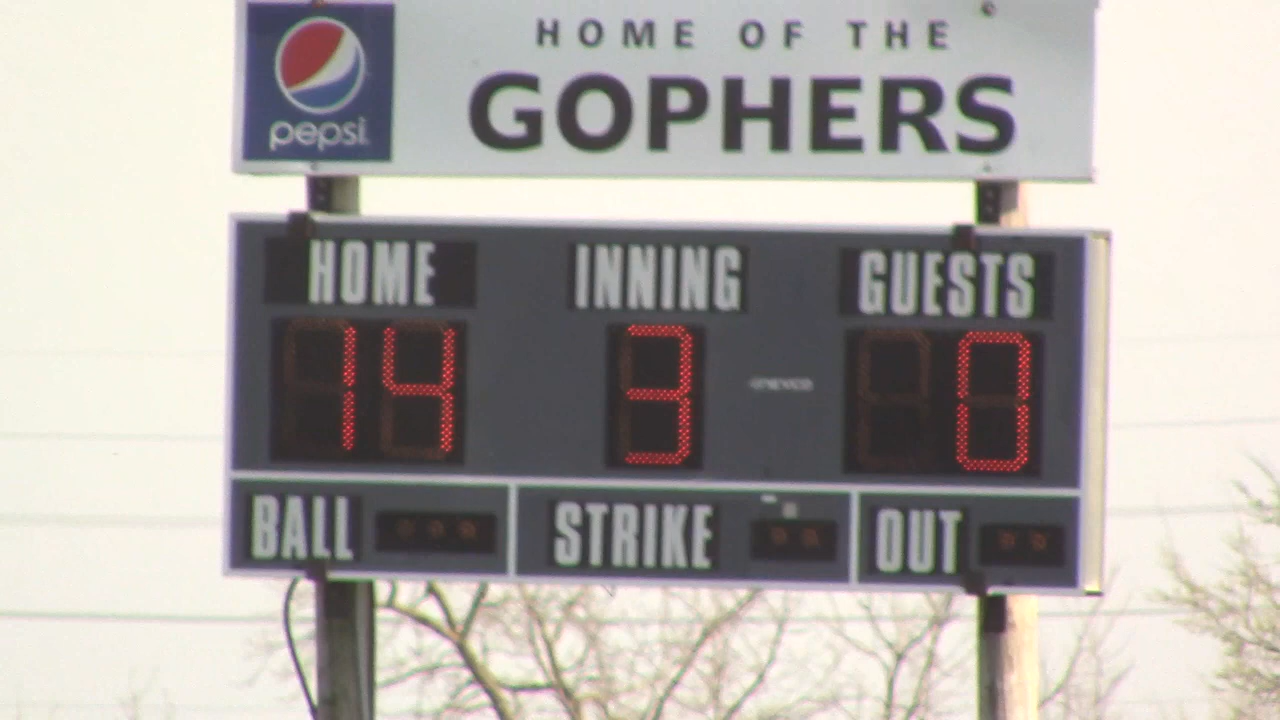 HOME OF THE
GOPHERS
pepsi
HOME INNING GUESTS
14 3 0
BALL STRIKE OUT